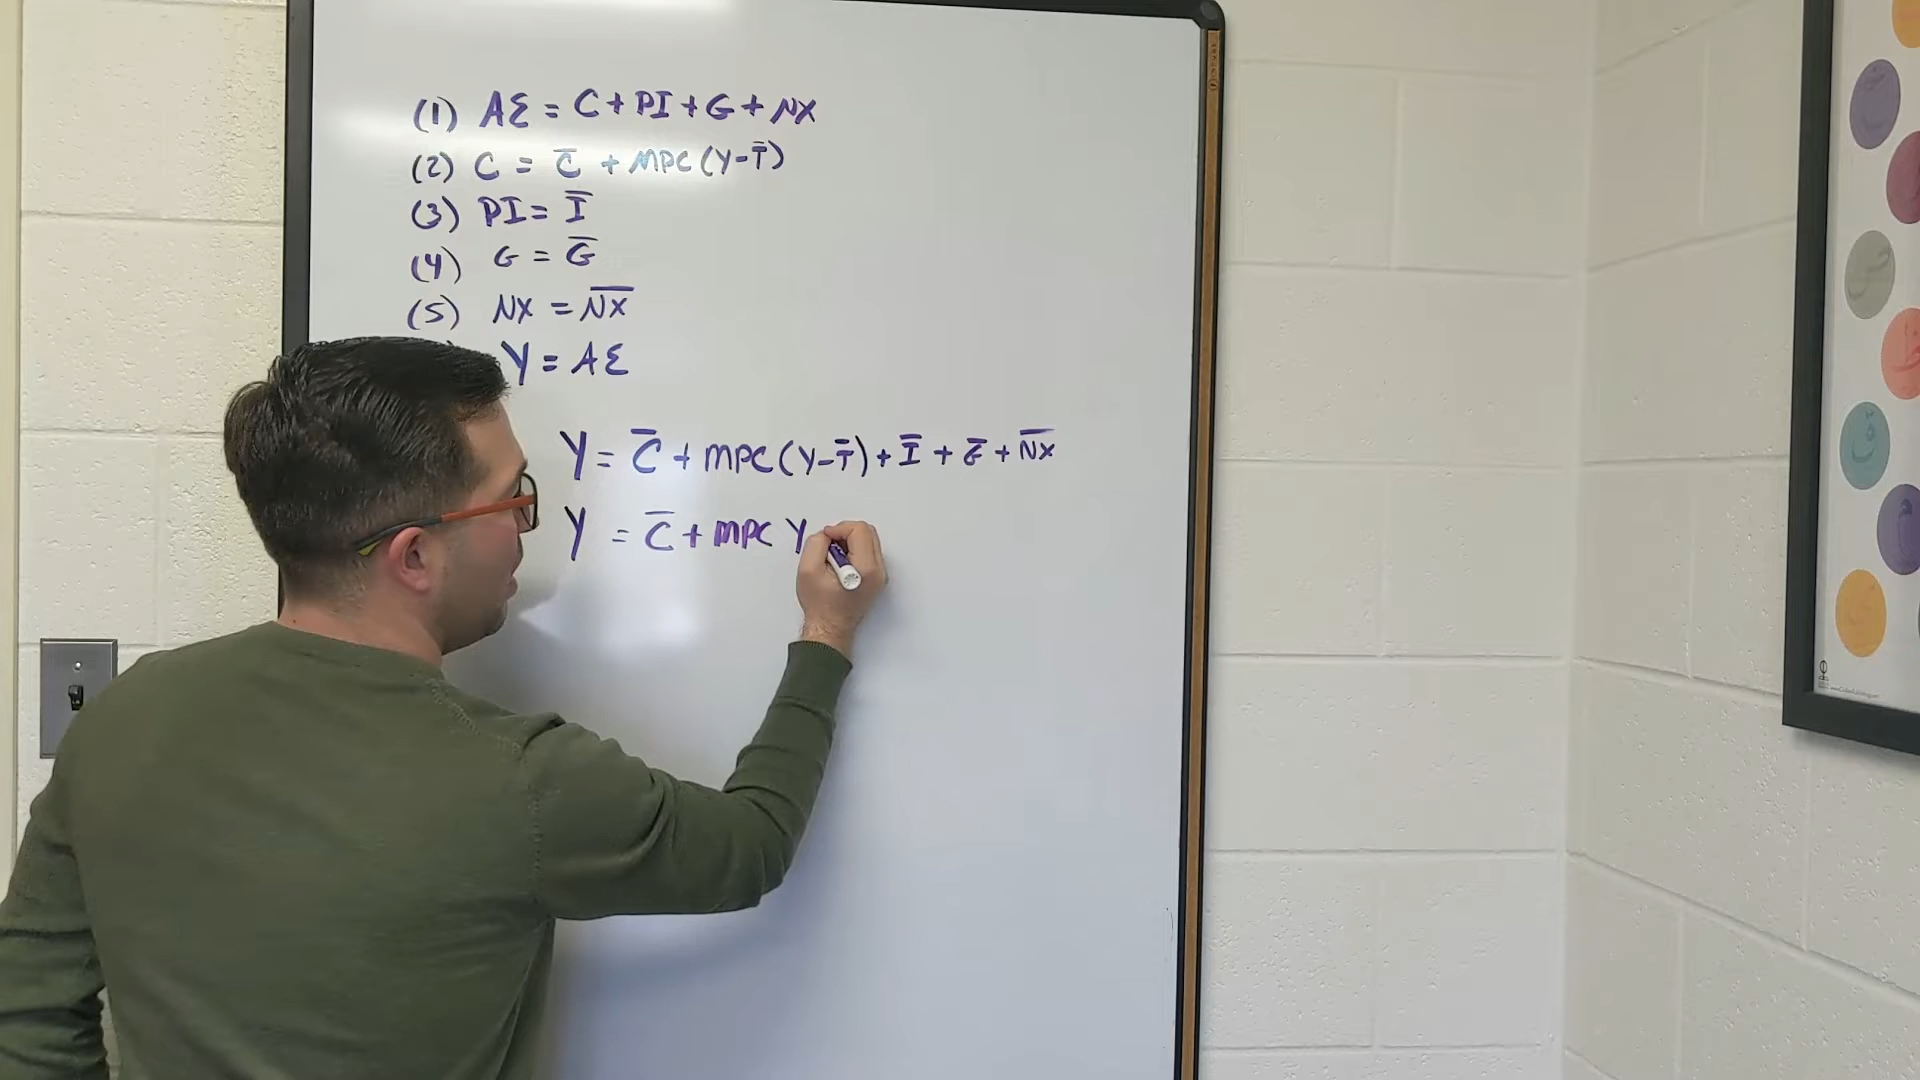 (1) AE = C + PI + G + NX
(2) C = C̅ + MPC (Y - T̅)
(3) PI = I̅
(4) G = G̅
(5) NX = N̅X̅
Y = AE
Y = C̅ + MPC (Y - T̅) + I̅ + G̅ + N̅X̅
Y = C̅ + MPC Y